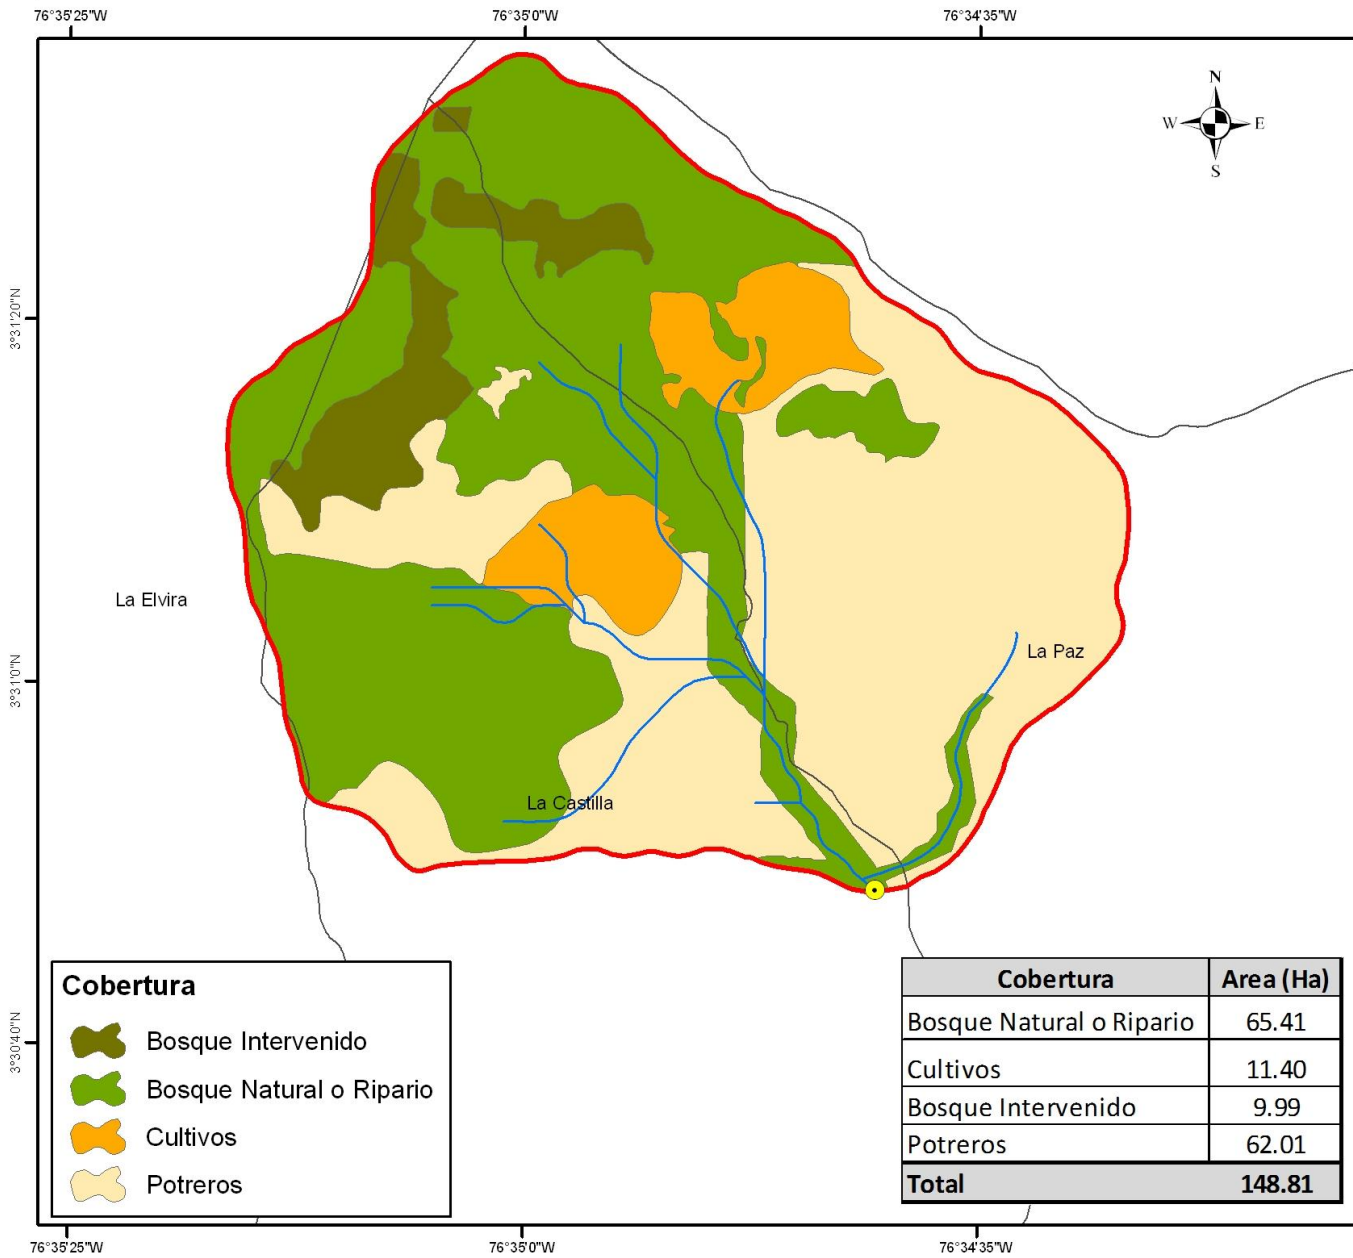 76°35'25"W 76°35'0"W 76°34'35"W
N
W E
S
3°31'20"N
La Elvira
La Paz
3°31'0"N
La Castilla
Cobertura
Bosque Intervenido
Bosque Natural o Ripario
Cultivos
Potreros
3°30'40"N
Cobertura Area (Ha)
Bosque Natural o Ripario 65.41
Cultivos 11.40
Bosque Intervenido 9.99
Potreros 62.01
Total 148.81
76°35'25"W 76°35'0"W 76°34'35"W